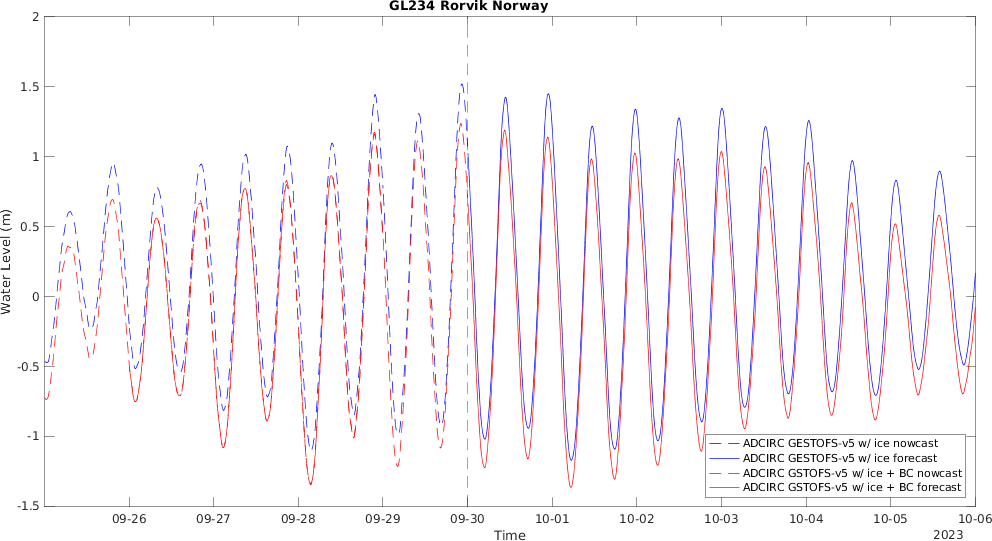 GL234 Rorvik Norway
2
1.5
1
0.5
0
-0.5
-1
-1.5
Water Level (m)
ADCIRC GESTOFS-v5 w/ ice nowcast
ADCIRC GESTOFS-v5 w/ ice forecast
ADCIRC GSTOFS-v5 w/ ice + BC nowcast
ADCIRC GSTOFS-v5 w/ ice + BC forecast
09-26 09-27 09-28 09-29 09-30 10-01 10-02 10-03 10-04 10-05 10-06
Time
2023